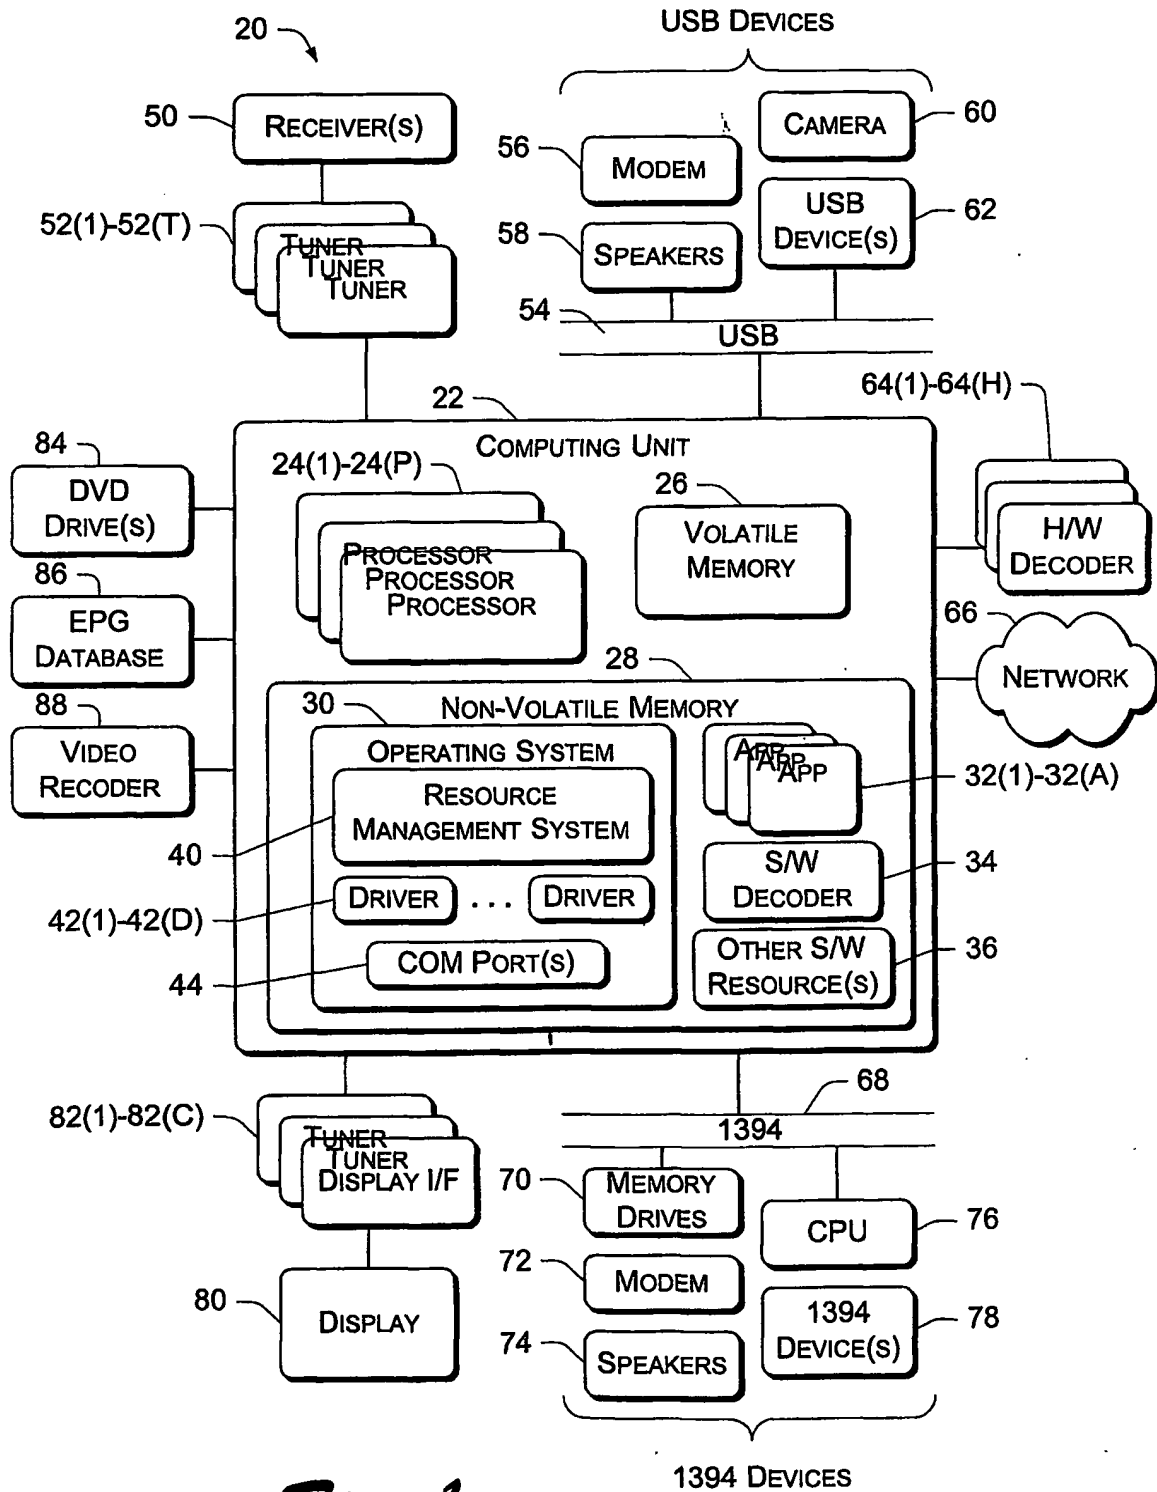 20
USB DEVICES
50
RECEIVER(S)
56
MODEM
CAMERA
60
52(1)-52(T)
TUNER
TUNER
TUNER
58
SPEAKERS
USB
DEVICE(S)
62
54
USB
22
64(1)-64(H)
COMPUTING UNIT
84
DVD
DRIVE(S)
24(1)-24(P)
PROCESSOR
PROCESSOR
PROCESSOR
26
VOLATILE
MEMORY
H/W
DECODER
86
EPG
DATABASE
66
NETWORK
28
NON-VOLATILE MEMORY
88
VIDEO
RECODER
30
OPERATING SYSTEM
RESOURCE
MANAGEMENT SYSTEM
40
APP
APP
APP
32(1)-32(A)
S/W
DECODER
34
42(1)-42(D)
DRIVER
...
DRIVER
44
COM PORT(S)
OTHER S/W
RESOURCE(S)
36
82(1)-82(C)
TUNER
TUNER
DISPLAY I/F
68
1394
70
MEMORY
DRIVES
CPU
76
72
MODEM
80
DISPLAY
74
SPEAKERS
1394
DEVICE(S)
78
1394 DEVICES